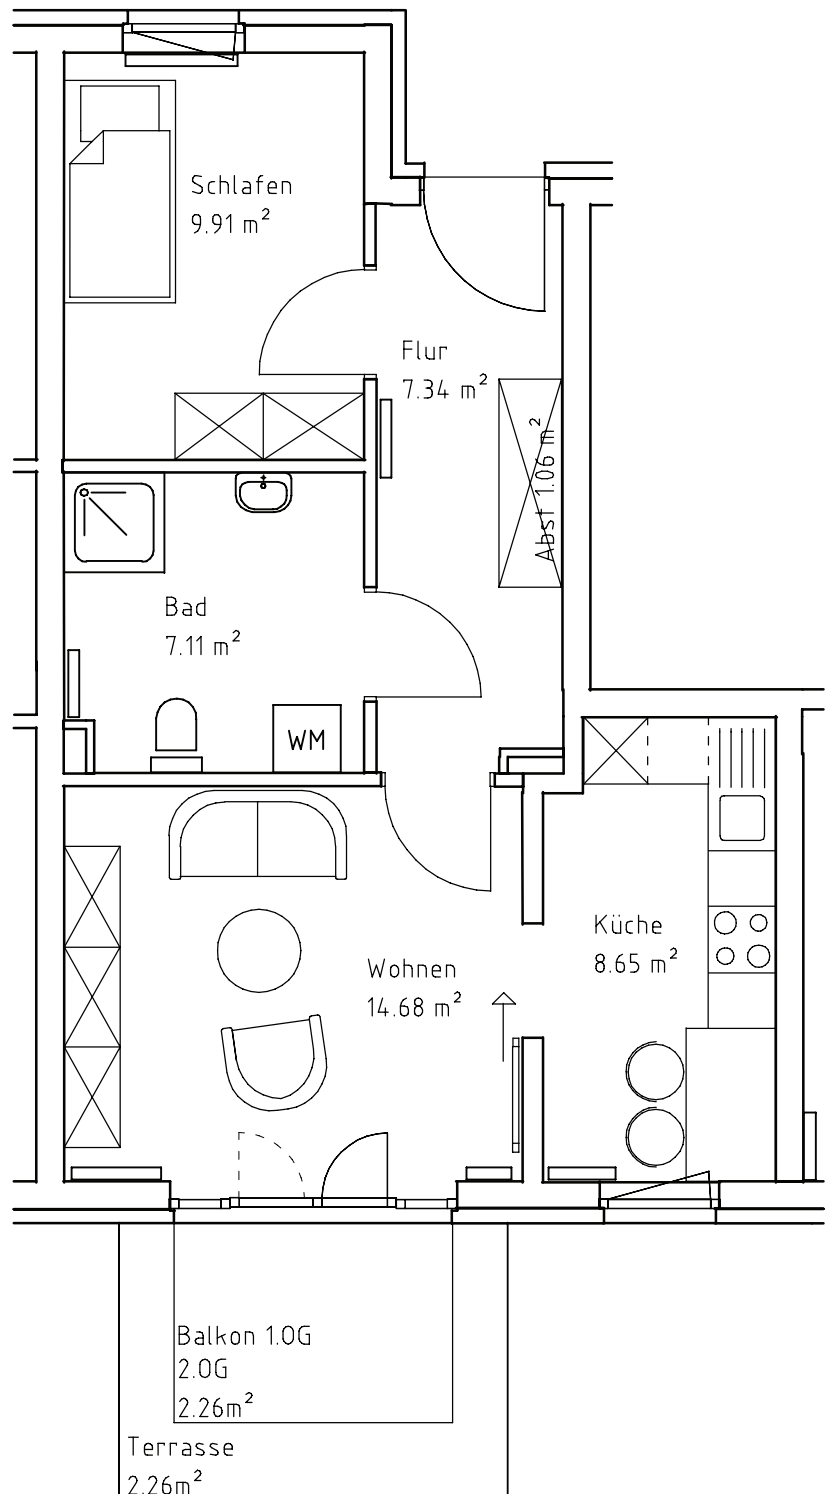 Schlafen
9.91 m²
Flur
7.34 m²
Abst 1.06 m²
Bad
7.11 m²
WM
Küche
8.65 m²
Wohnen
14.68 m²
Balkon 1.OG
2.OG
2.26m²
Terrasse
2.26m²